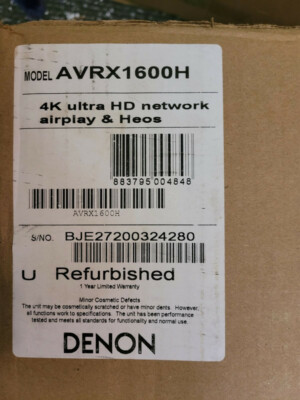 MODEL AVRX1600H
4K ultra HD network
airplay & Heos
883795 004848
AVRX1600H
S/NO. BJE27200324280
U Refurbished
1 Year Limited Warranty
Minor Cosmetic Defects
The unit may be cosmetically scratched or have minor dents. However,
all functions work to specifications. The unit has been performance
tested and meets all standards for functionality and normal use.
DENON